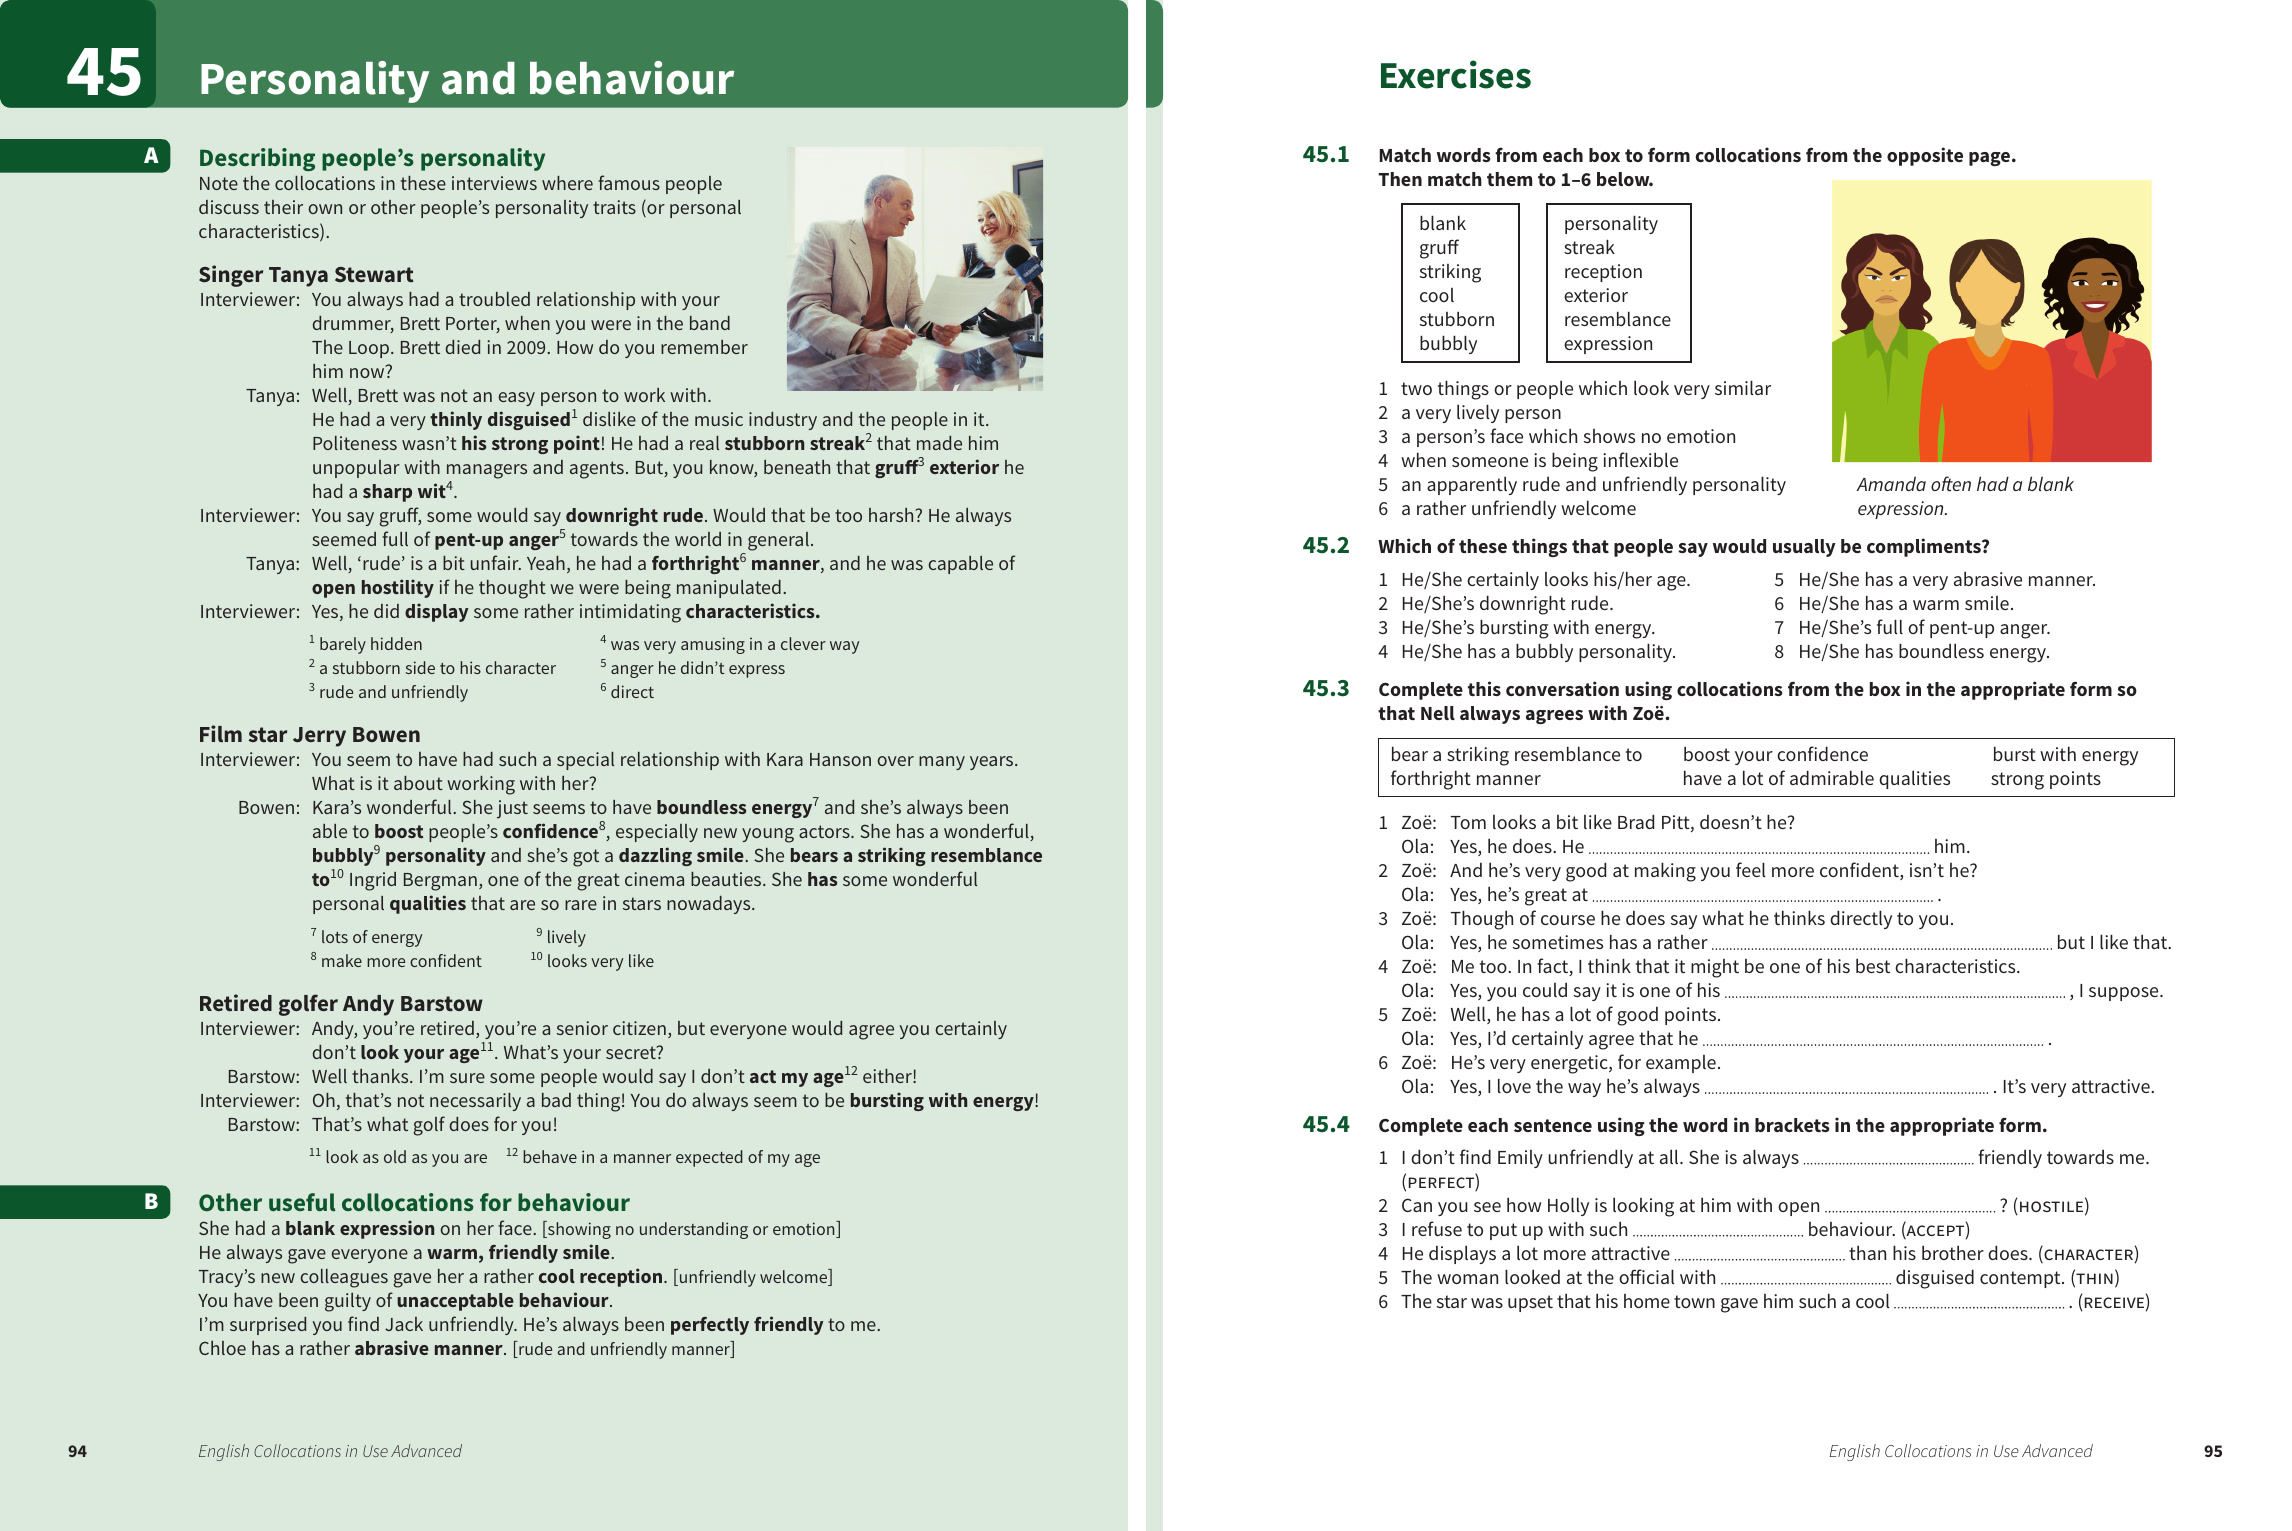 45
Personality and behaviour
A
Describing people’s personality
Note the collocations in these interviews where famous people
discuss their own or other people’s personality traits (or personal
characteristics).
Singer Tanya Stewart
Interviewer: You always had a troubled relationship with your
drummer, Brett Porter, when you were in the band
The Loop. Brett died in 2009. How do you remember
him now?
Tanya: Well, Brett was not an easy person to work with.
He had a very thinly disguised1 dislike of the music industry and the people in it.
Politeness wasn’t his strong point! He had a real stubborn streak2 that made him
unpopular with managers and agents. But, you know, beneath that gruff3 exterior he
had a sharp wit4.
Interviewer: You say gruff, some would say downright rude. Would that be too harsh? He always
seemed full of pent-up anger5 towards the world in general.
Tanya: Well, ‘rude’ is a bit unfair. Yeah, he had a forthright6 manner, and he was capable of
open hostility if he thought we were being manipulated.
Interviewer: Yes, he did display some rather intimidating characteristics.
1 barely hidden 4 was very amusing in a clever way
2 a stubborn side to his character 5 anger he didn’t express
3 rude and unfriendly 6 direct
Film star Jerry Bowen
Interviewer: You seem to have had such a special relationship with Kara Hanson over many years.
What is it about working with her?
Bowen: Kara’s wonderful. She just seems to have boundless energy7 and she’s always been
able to boost people’s confidence8, especially new young actors. She has a wonderful,
bubbly9 personality and she’s got a dazzling smile. She bears a striking resemblance
to10 Ingrid Bergman, one of the great cinema beauties. She has some wonderful
personal qualities that are so rare in stars nowadays.
7 lots of energy 9 lively
8 make more confident 10 looks very like
Retired golfer Andy Barstow
Interviewer: Andy, you’re retired, you’re a senior citizen, but everyone would agree you certainly
don’t look your age11. What’s your secret?
Barstow: Well thanks. I’m sure some people would say I don’t act my age12 either!
Interviewer: Oh, that’s not necessarily a bad thing! You do always seem to be bursting with energy!
Barstow: That’s what golf does for you!
11 look as old as you are 12 behave in a manner expected of my age
B
Other useful collocations for behaviour
She had a blank expression on her face. [showing no understanding or emotion]
He always gave everyone a warm, friendly smile.
Tracy’s new colleagues gave her a rather cool reception. [unfriendly welcome]
You have been guilty of unacceptable behaviour.
I’m surprised you find Jack unfriendly. He’s always been perfectly friendly to me.
Chloe has a rather abrasive manner. [rude and unfriendly manner]
94 English Collocations in Use Advanced
Exercises
45.1 Match words from each box to form collocations from the opposite page.
Then match them to 1–6 below.
blank personality
gruff streak
striking reception
cool exterior
stubborn resemblance
bubbly expression
1 two things or people which look very similar
2 a very lively person
3 a person’s face which shows no emotion
4 when someone is being inflexible
5 an apparently rude and unfriendly personality
6 a rather unfriendly welcome
Amanda often had a blank
expression.
45.2 Which of these things that people say would usually be compliments?
1 He/She certainly looks his/her age. 5 He/She has a very abrasive manner.
2 He/She’s downright rude. 6 He/She has a warm smile.
3 He/She’s bursting with energy. 7 He/She’s full of pent-up anger.
4 He/She has a bubbly personality. 8 He/She has boundless energy.
45.3 Complete this conversation using collocations from the box in the appropriate form so
that Nell always agrees with Zoë.
bear a striking resemblance to boost your confidence burst with energy
forthright manner have a lot of admirable qualities strong points
1 Zoë: Tom looks a bit like Brad Pitt, doesn’t he?
Ola: Yes, he does. He ........ him.
2 Zoë: And he’s very good at making you feel more confident, isn’t he?
Ola: Yes, he’s great at ........ .
3 Zoë: Though of course he does say what he thinks directly to you.
Ola: Yes, he sometimes has a rather ........ but I like that.
4 Zoë: Me too. In fact, I think that it might be one of his best characteristics.
Ola: Yes, you could say it is one of his ........ , I suppose.
5 Zoë: Well, he has a lot of good points.
Ola: Yes, I’d certainly agree that he ........ .
6 Zoë: He’s very energetic, for example.
Ola: Yes, I love the way he’s always ........ . It’s very attractive.
45.4 Complete each sentence using the word in brackets in the appropriate form.
1 I don’t find Emily unfriendly at all. She is always ........ friendly towards me.
(PERFECT)
2 Can you see how Holly is looking at him with open ........ ? (HOSTILE)
3 I refuse to put up with such ........ behaviour. (ACCEPT)
4 He displays a lot more attractive ........ than his brother does. (CHARACTER)
5 The woman looked at the official with ........ disguised contempt. (THIN)
6 The star was upset that his home town gave him such a cool ........ . (RECEIVE)
English Collocations in Use Advanced 95